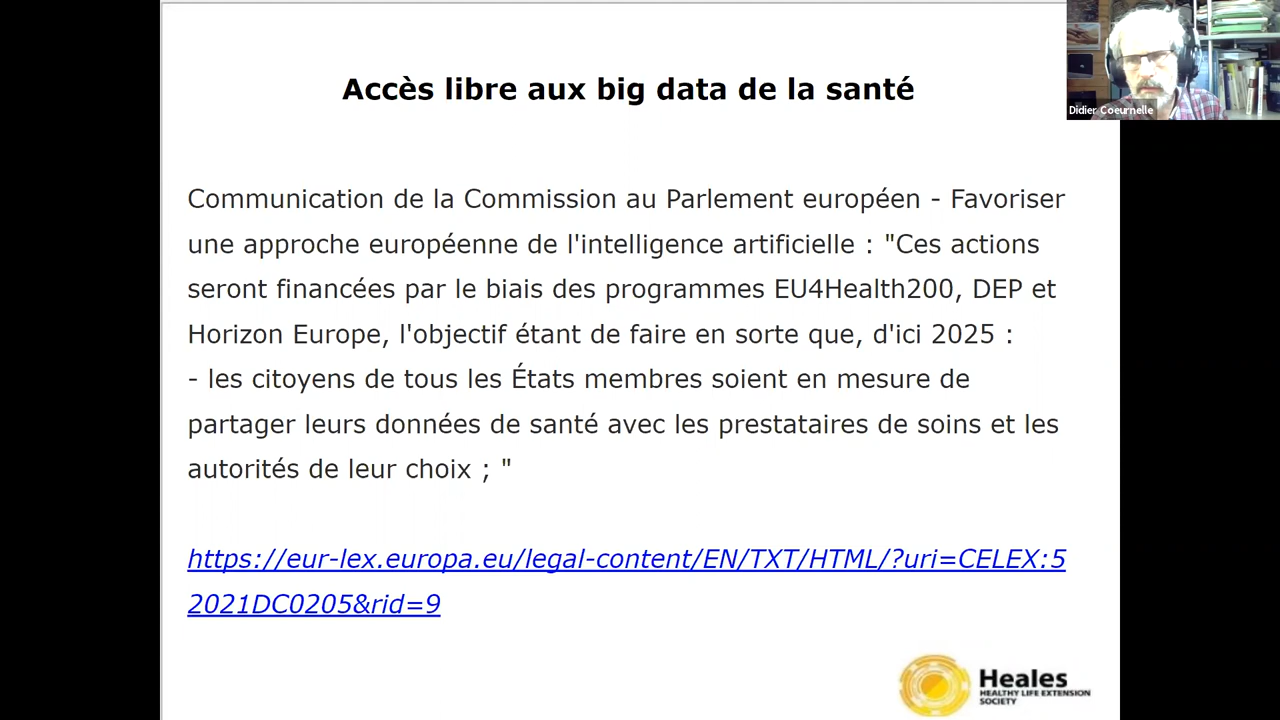 Accès libre aux big data de la santé
Didier Coeurnelle
Communication de la Commission au Parlement européen - Favoriser
une approche européenne de l'intelligence artificielle : "Ces actions
seront financées par le biais des programmes EU4Health200, DEP et
Horizon Europe, l'objectif étant de faire en sorte que, d'ici 2025 :
- les citoyens de tous les États membres soient en mesure de
partager leurs données de santé avec les prestataires de soins et les
autorités de leur choix ; "
https://eur-lex.europa.eu/legal-content/EN/TXT/HTML/?uri=CELEX:5
2021DC0205&rid=9
Heales
HEALTHY LIFE EXTENSION
SOCIETY